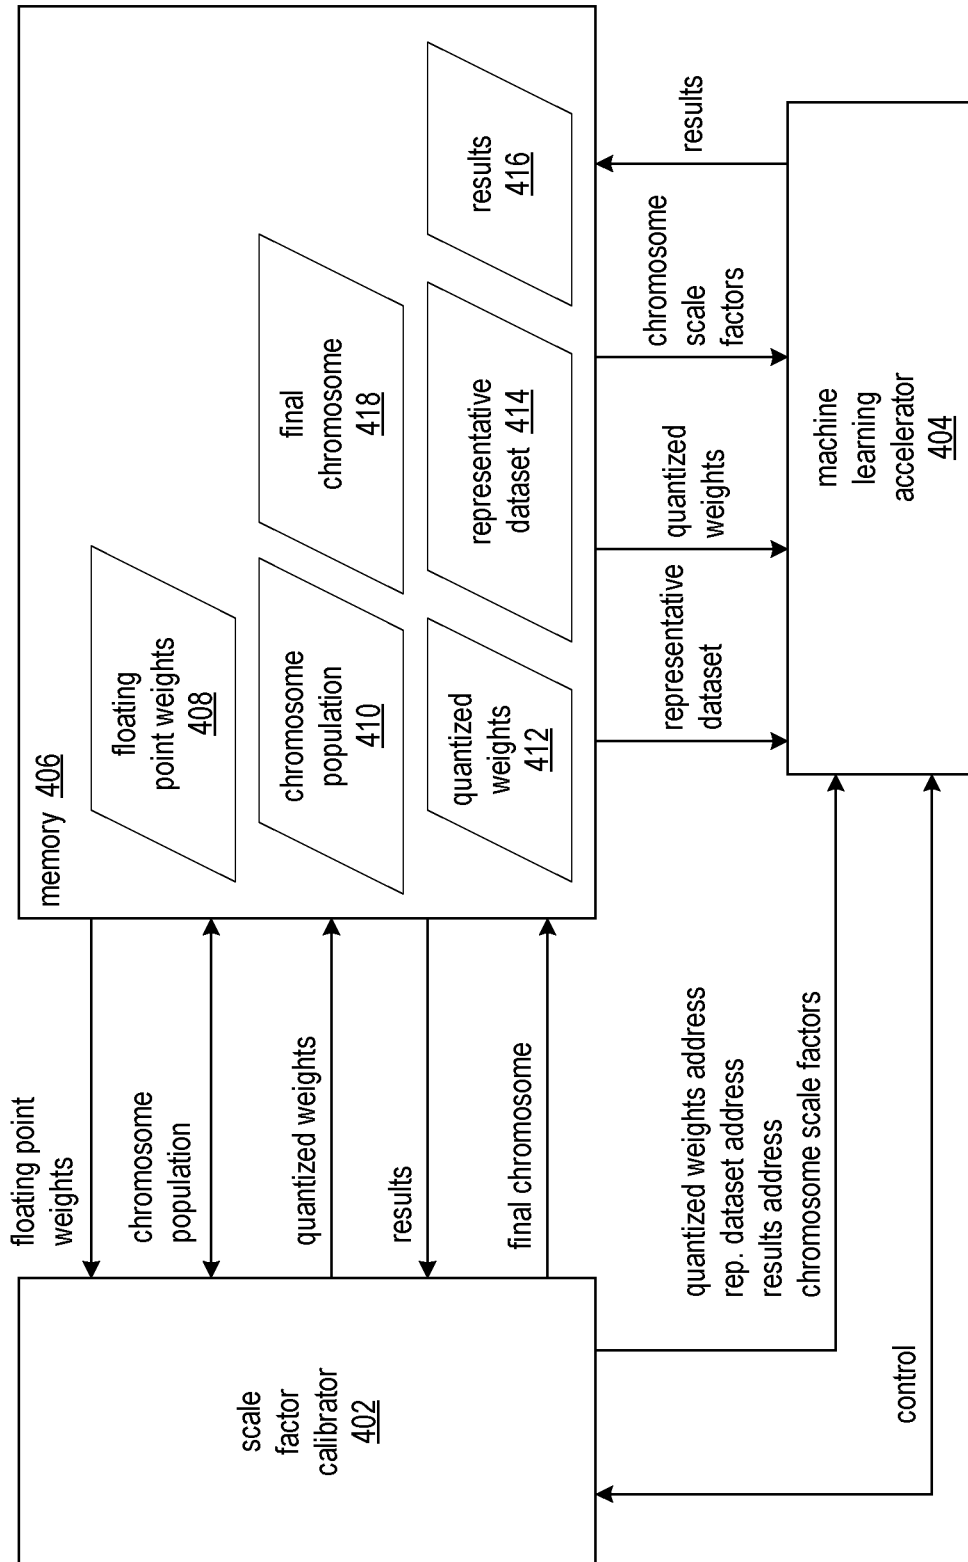 memory 406
floating
point weights
408
chromosome
population
410
final
chromosome
418
quantized
weights
412
representative
dataset 414
results
416
floating point
weights
chromosome
population
quantized weights
results
final chromosome
scale
factor
calibrator
402
quantized weights address
rep. dataset address
results address
chromosome scale factors
control
representative
dataset
quantized
weights
chromosome
scale
factors
results
machine
learning
accelerator
404